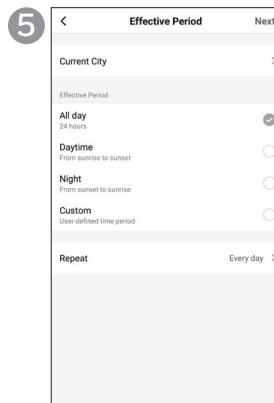 5
Effective Period Next
Current City
Effective Period
All day
24 hours
Daytime
From sunrise to sunset
Night
From sunset to sunrise
Custom
User-defined time period
Repeat Every day